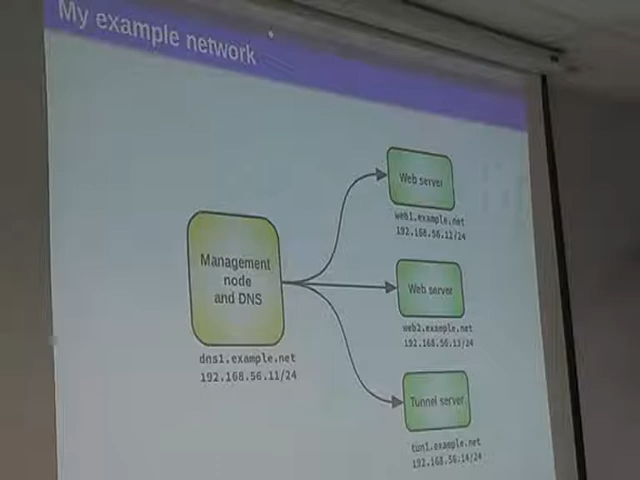 My example network
Web server
web1.example.net
192.168.56.12/24
Management
node
and DNS
dns1.example.net
192.168.56.11/24
Web server
web2.example.net
192.168.56.13/24
Tunnel server
tun1.example.net
192.168.56.14/24